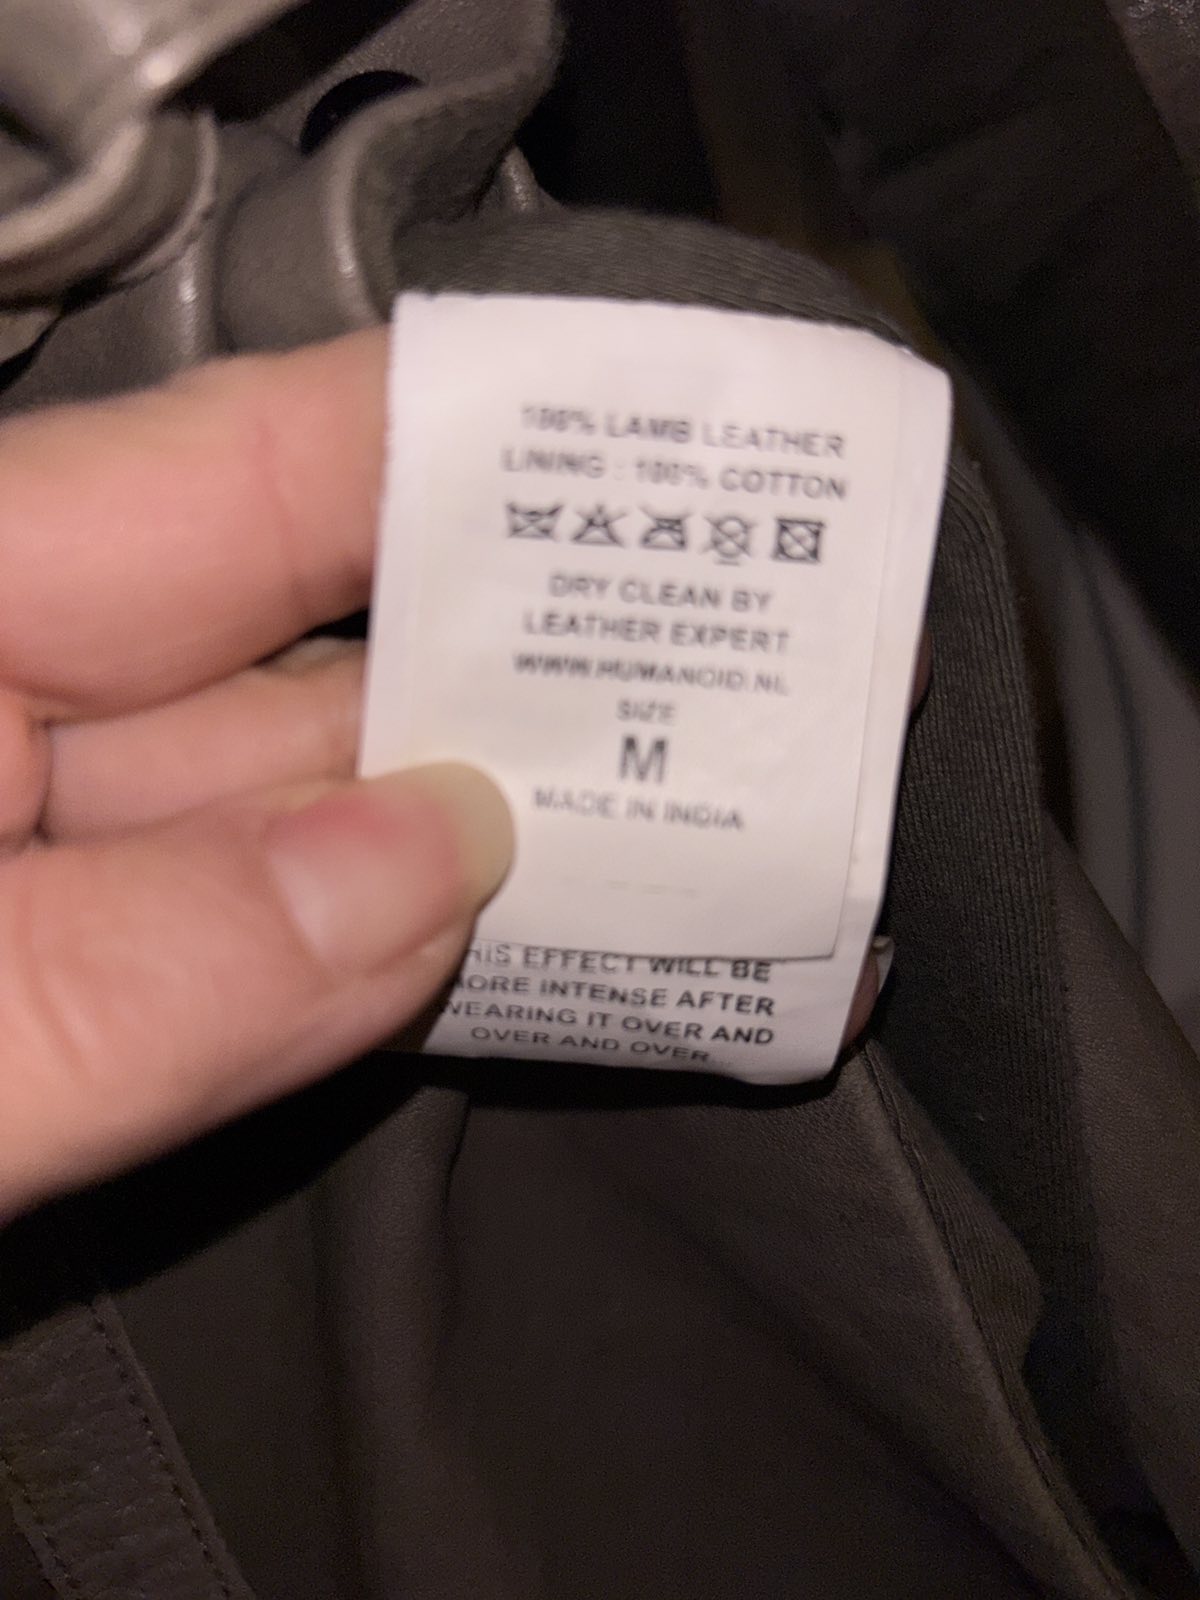 100% LAMB LEATHER
LINING : 100% COTTON
DRY CLEAN BY
LEATHER EXPERT
WWW.HUMANOID.NL
SIZE
M
MADE IN INDIA
HIS EFFECT WILL BE
MORE INTENSE AFTER
WEARING IT OVER AND
OVER AND OVER...